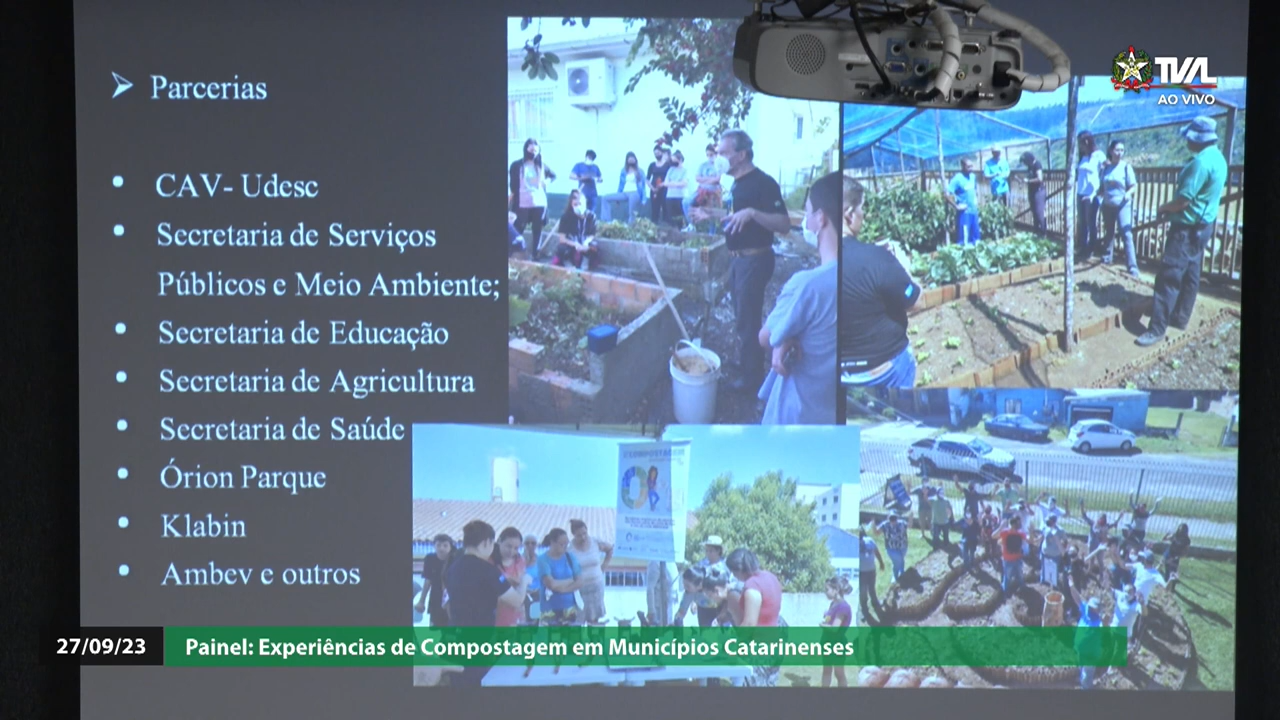 Parcerias
CAV- Udesc
Secretaria de Serviços
Públicos e Meio Ambiente;
Secretaria de Educação
Secretaria de Agricultura
Secretaria de Saúde
Órion Parque
Klabin
Ambev e outros
TVAL
AO VIVO
27/09/23
Painel: Experiências de Compostagem em Municípios Catarinenses